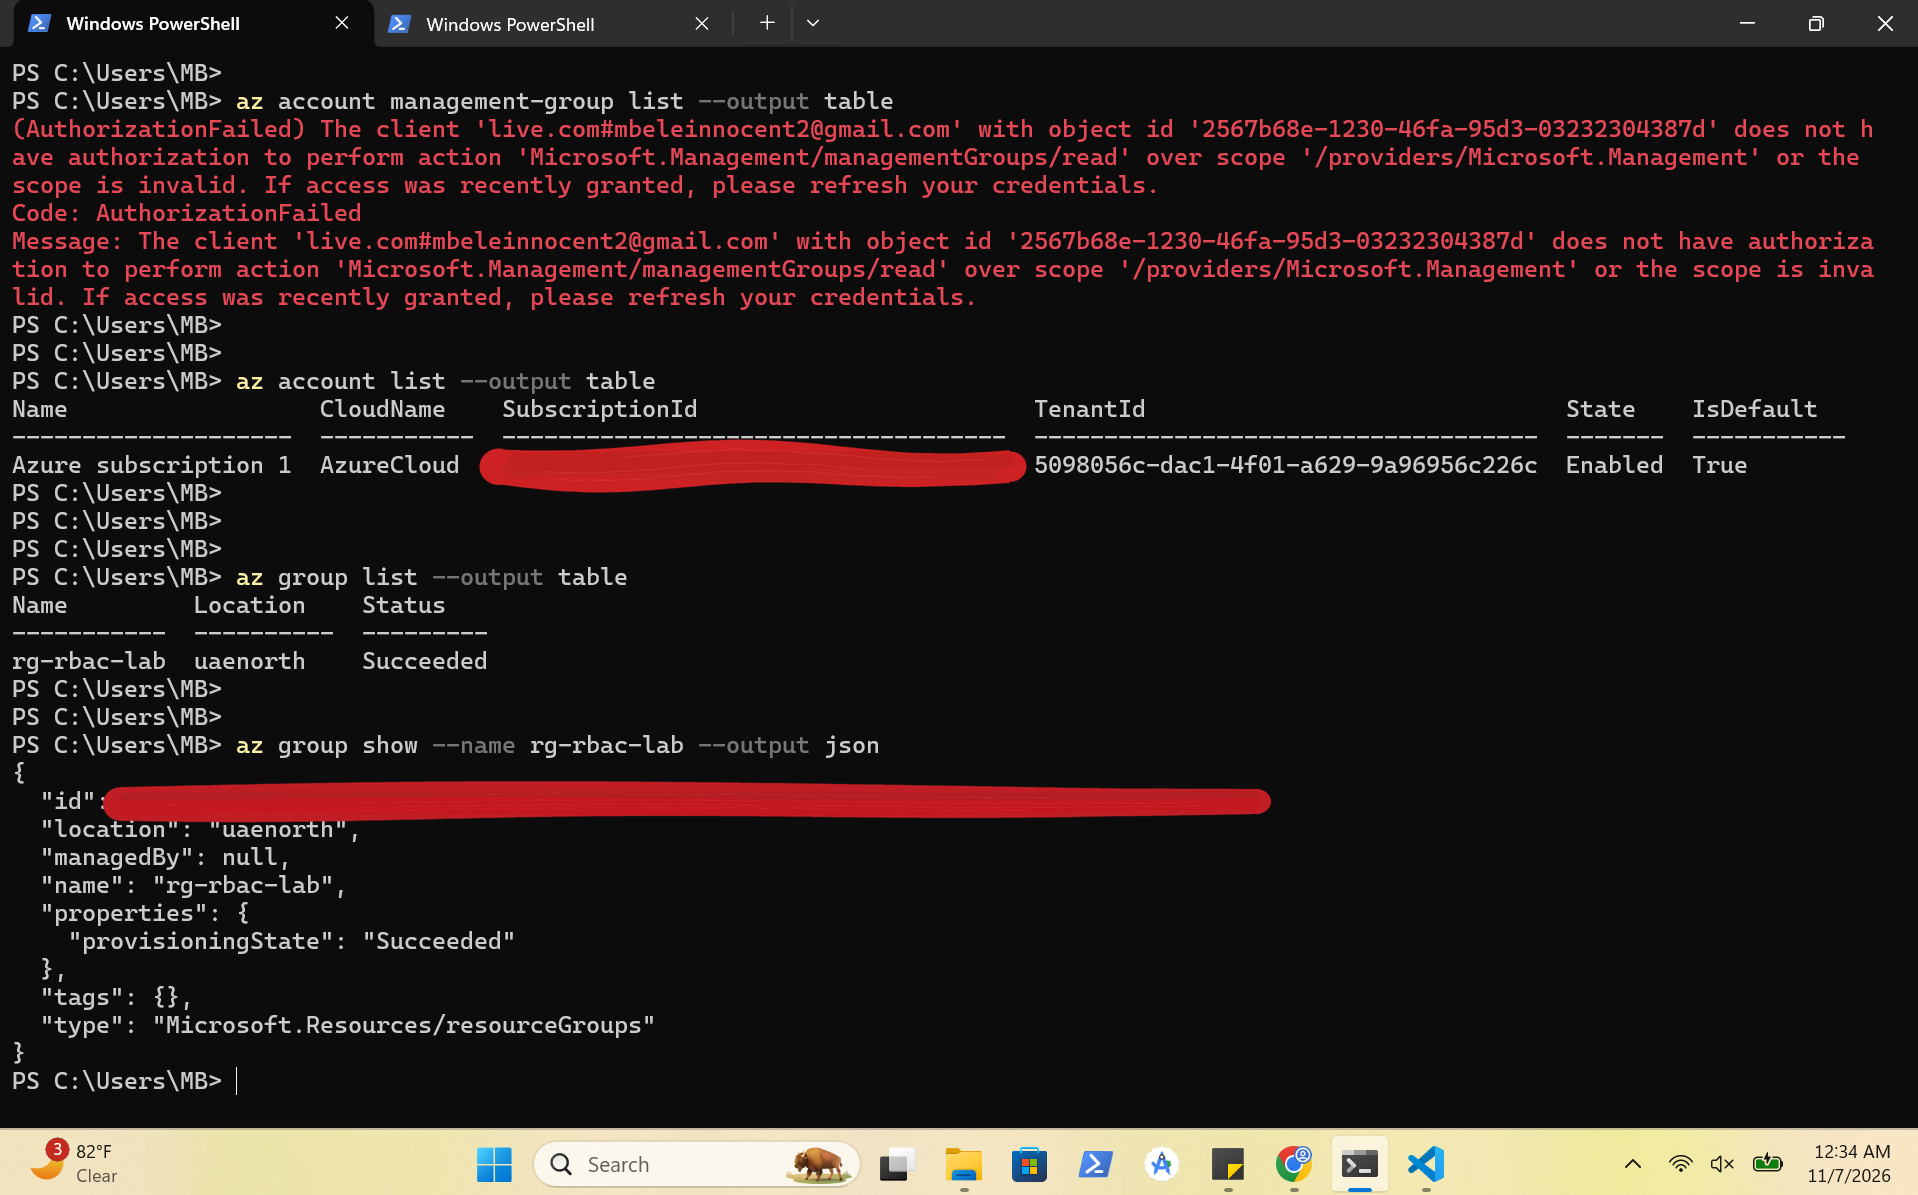 Windows PowerShell
Windows PowerShell
PS C:\Users\MB>
PS C:\Users\MB> az account management-group list --output table
(AuthorizationFailed) The client 'live.com#mbeleinnocent2@gmail.com' with object id '2567b68e-1230-46fa-95d3-03232304387d' does not h
ave authorization to perform action 'Microsoft.Management/managementGroups/read' over scope '/providers/Microsoft.Management' or the
scope is invalid. If access was recently granted, please refresh your credentials.
Code: AuthorizationFailed
Message: The client 'live.com#mbeleinnocent2@gmail.com' with object id '2567b68e-1230-46fa-95d3-03232304387d' does not have authoriza
tion to perform action 'Microsoft.Management/managementGroups/read' over scope '/providers/Microsoft.Management' or the scope is inva
lid. If access was recently granted, please refresh your credentials.
PS C:\Users\MB>
PS C:\Users\MB>
PS C:\Users\MB> az account list --output table
Name CloudName SubscriptionId TenantId State IsDefault
-------------------- ----------- ------------------------------------ ------------------------------------ ------- -----------
Azure subscription 1 AzureCloud 5098056c-dac1-4f01-a629-9a96956c226c Enabled True
PS C:\Users\MB>
PS C:\Users\MB>
PS C:\Users\MB>
PS C:\Users\MB> az group list --output table
Name Location Status
----------- ---------- ---------
rg-rbac-lab uaenorth Succeeded
PS C:\Users\MB>
PS C:\Users\MB>
PS C:\Users\MB> az group show --name rg-rbac-lab --output json
{
"id":
"location": "uaenorth",
"managedBy": null,
"name": "rg-rbac-lab",
"properties": {
"provisioningState": "Succeeded"
},
"tags": {},
"type": "Microsoft.Resources/resourceGroups"
}
PS C:\Users\MB>
3
82°F
Clear
Search
12:34 AM
11/7/2026